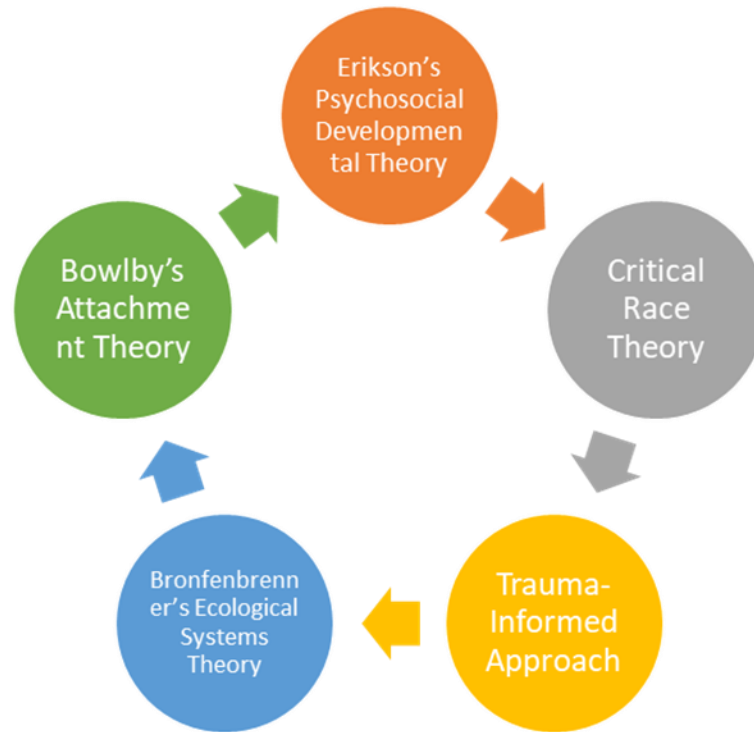 Erikson's
Psychosocial
Developmen
tal Theory
Critical
Race
Theory
Trauma-
Informed
Approach
Bronfenbrenn
er's Ecological
Systems
Theory
Bowlby's
Attachme
nt Theory